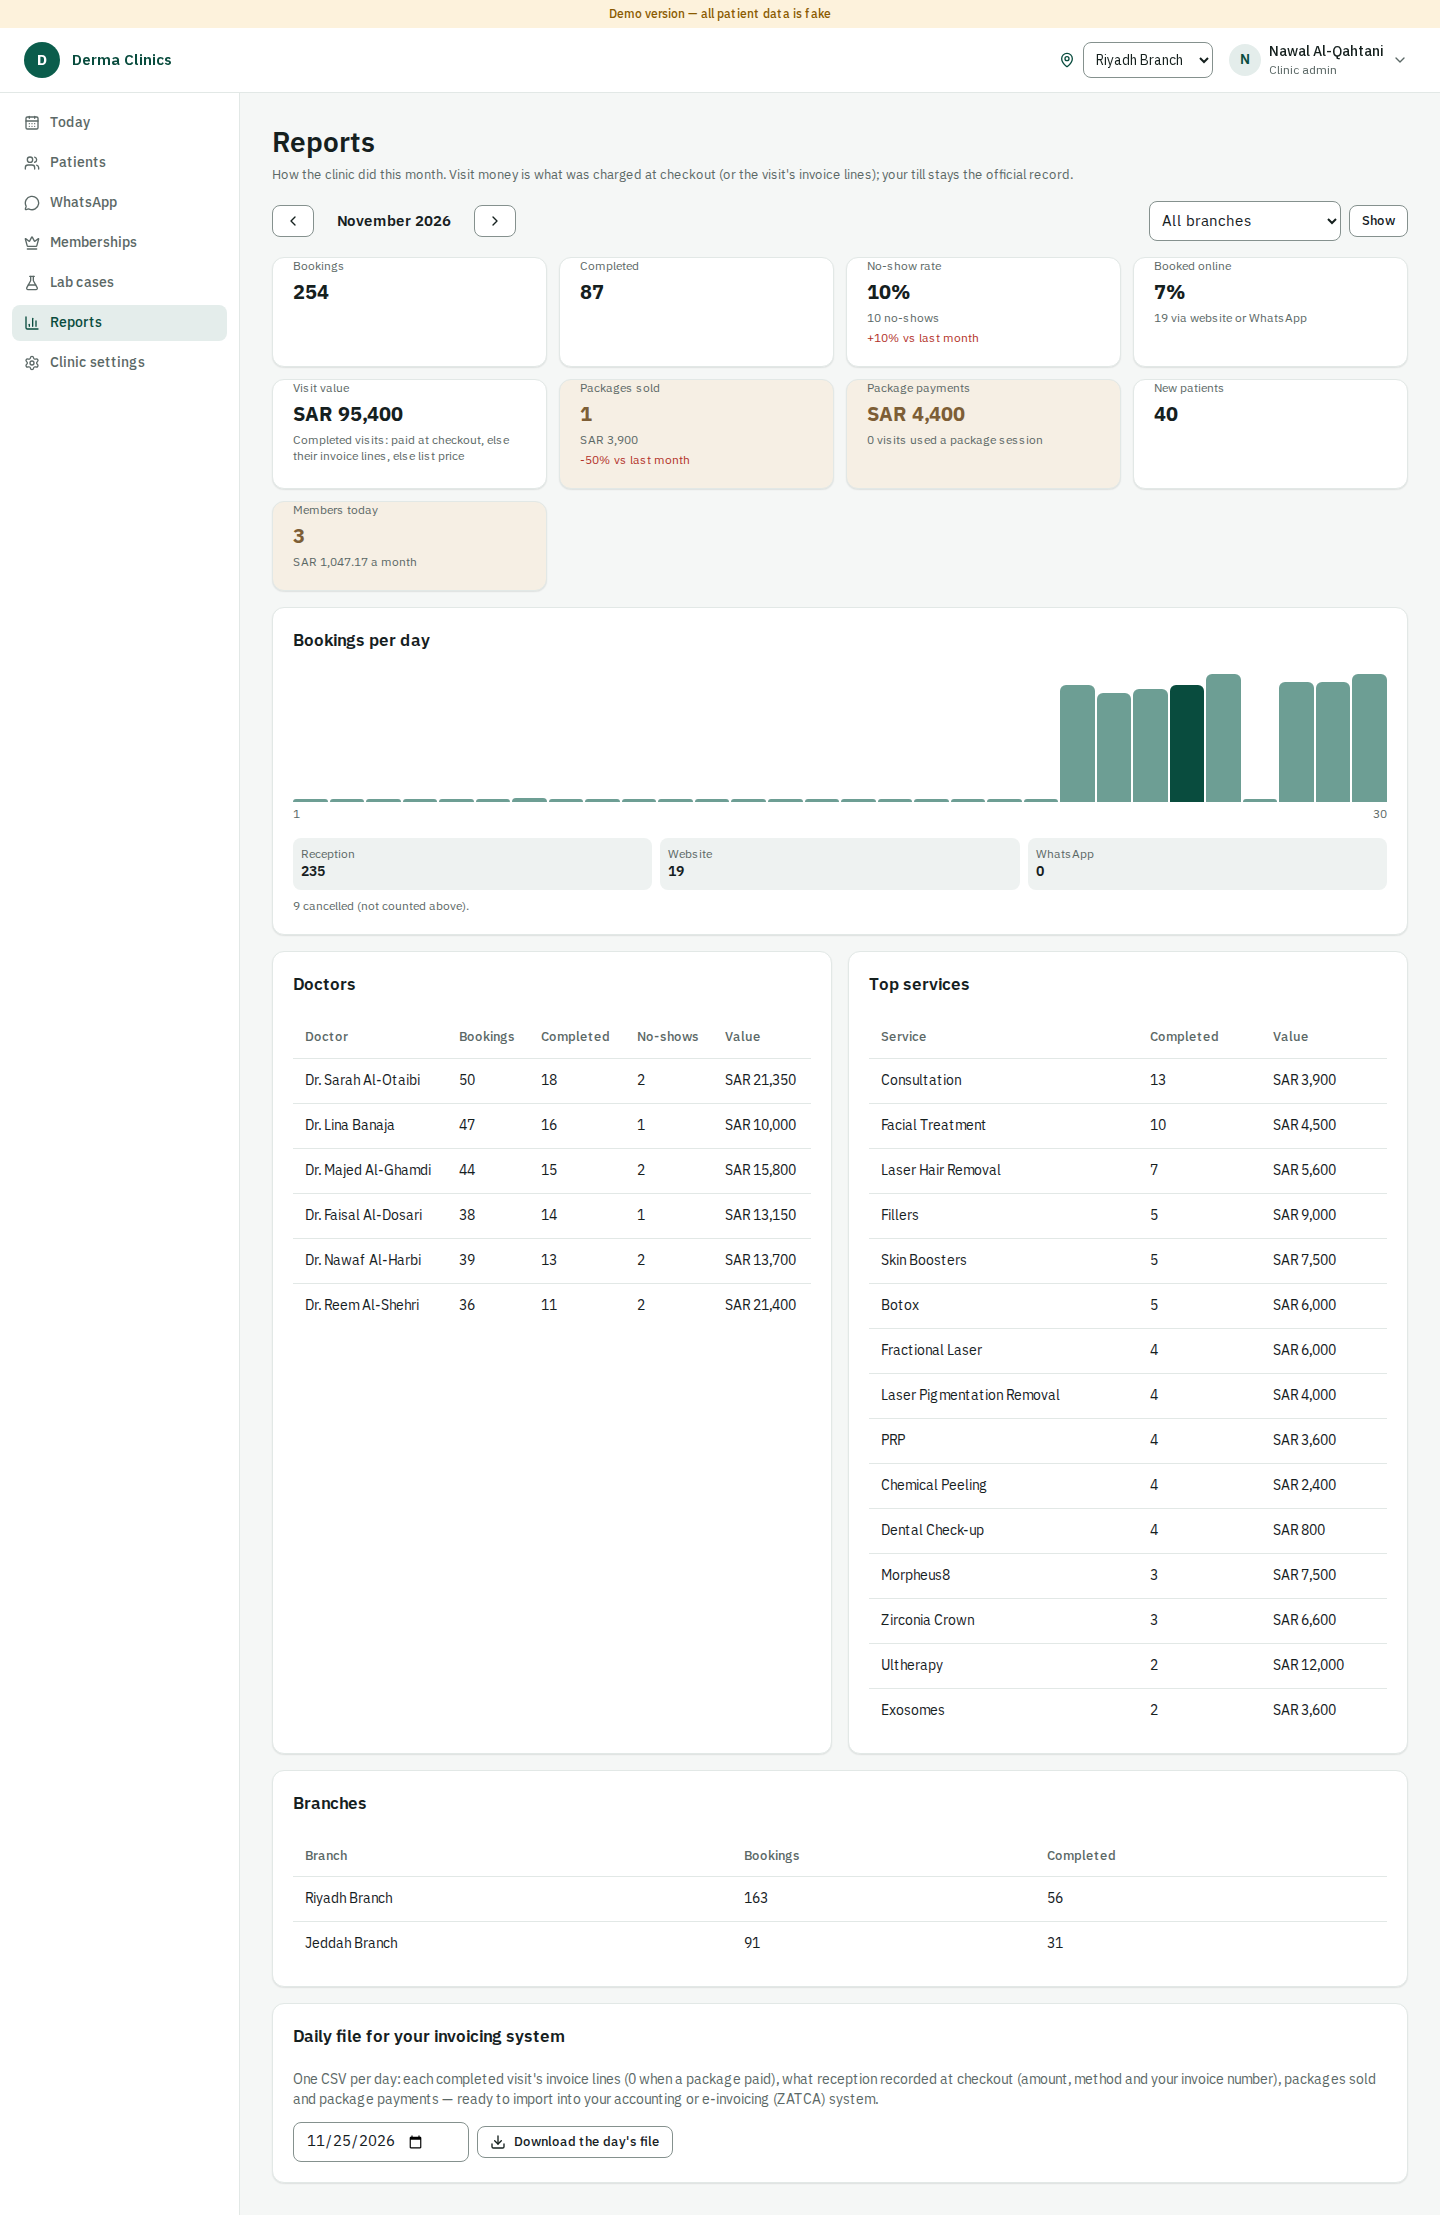 Demo version — all patient data is fake
D
Derma Clinics
Riyadh Branch
N
Nawal Al-Qahtani
Clinic admin
Today
Patients
WhatsApp
Memberships
Lab cases
Reports
Clinic settings
Reports
How the clinic did this month. Visit money is what was charged at checkout (or the visit's invoice lines); your till stays the official record.
November 2026
All branches
Show
Bookings
254
Completed
87
No-show rate
10%
10 no-shows
+10% vs last month
Booked online
7%
19 via website or WhatsApp
Visit value
SAR 95,400
Completed visits: paid at checkout, else
their invoice lines, else list price
Packages sold
1
SAR 3,900
-50% vs last month
Package payments
SAR 4,400
0 visits used a package session
New patients
40
Members today
3
SAR 1,047.17 a month
Bookings per day
1
30
Reception
235
Website
19
WhatsApp
0
9 cancelled (not counted above).
Doctors
Doctor Bookings Completed No-shows Value
Dr. Sarah Al-Otaibi 50 18 2 SAR 21,350
Dr. Lina Banaja 47 16 1 SAR 10,000
Dr. Majed Al-Ghamdi 44 15 2 SAR 15,800
Dr. Faisal Al-Dosari 38 14 1 SAR 13,150
Dr. Nawaf Al-Harbi 39 13 2 SAR 13,700
Dr. Reem Al-Shehri 36 11 2 SAR 21,400
Top services
Service Completed Value
Consultation 13 SAR 3,900
Facial Treatment 10 SAR 4,500
Laser Hair Removal 7 SAR 5,600
Fillers 5 SAR 9,000
Skin Boosters 5 SAR 7,500
Botox 5 SAR 6,000
Fractional Laser 4 SAR 6,000
Laser Pigmentation Removal 4 SAR 4,000
PRP 4 SAR 3,600
Chemical Peeling 4 SAR 2,400
Dental Check-up 4 SAR 800
Morpheus8 3 SAR 7,500
Zirconia Crown 3 SAR 6,600
Ultherapy 2 SAR 12,000
Exosomes 2 SAR 3,600
Branches
Branch Bookings Completed
Riyadh Branch 163 56
Jeddah Branch 91 31
Daily file for your invoicing system
One CSV per day: each completed visit's invoice lines (0 when a package paid), what reception recorded at checkout (amount, method and your invoice number), packages sold
and package payments — ready to import into your accounting or e-invoicing (ZATCA) system.
11/25/2026
Download the day's file